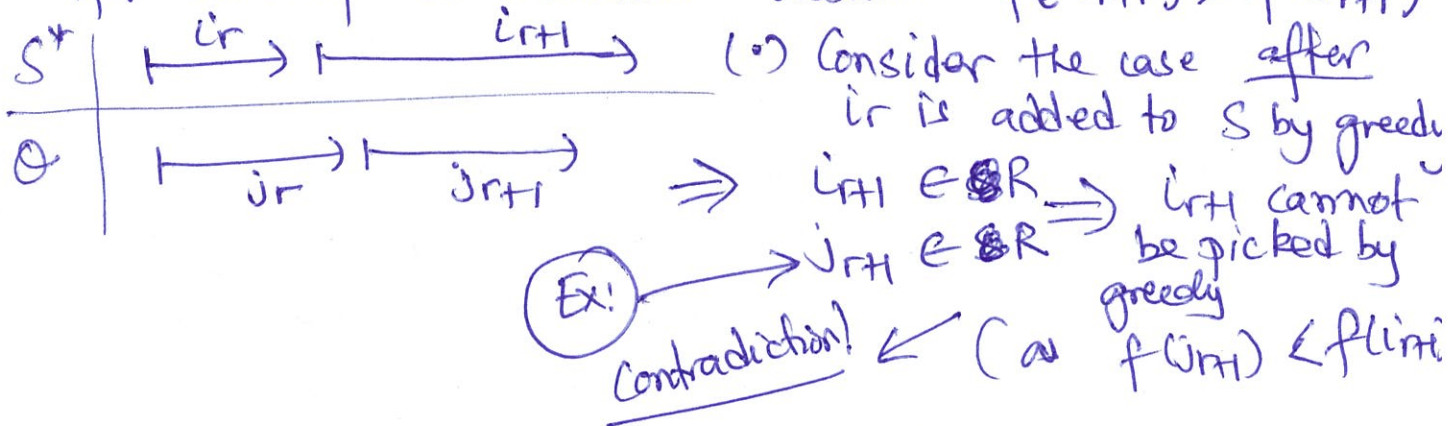 S* | ir ir+1
(•) Consider the case after
ir is added to S by greedy
O | jr jr+1
⇒ ir+1 ∈ R ⇒ ir+1 cannot
be picked by
greedy
Ex: → jr+1 ∈ R
Contradiction! ↙ (as f(jr+1) < f(ir+1